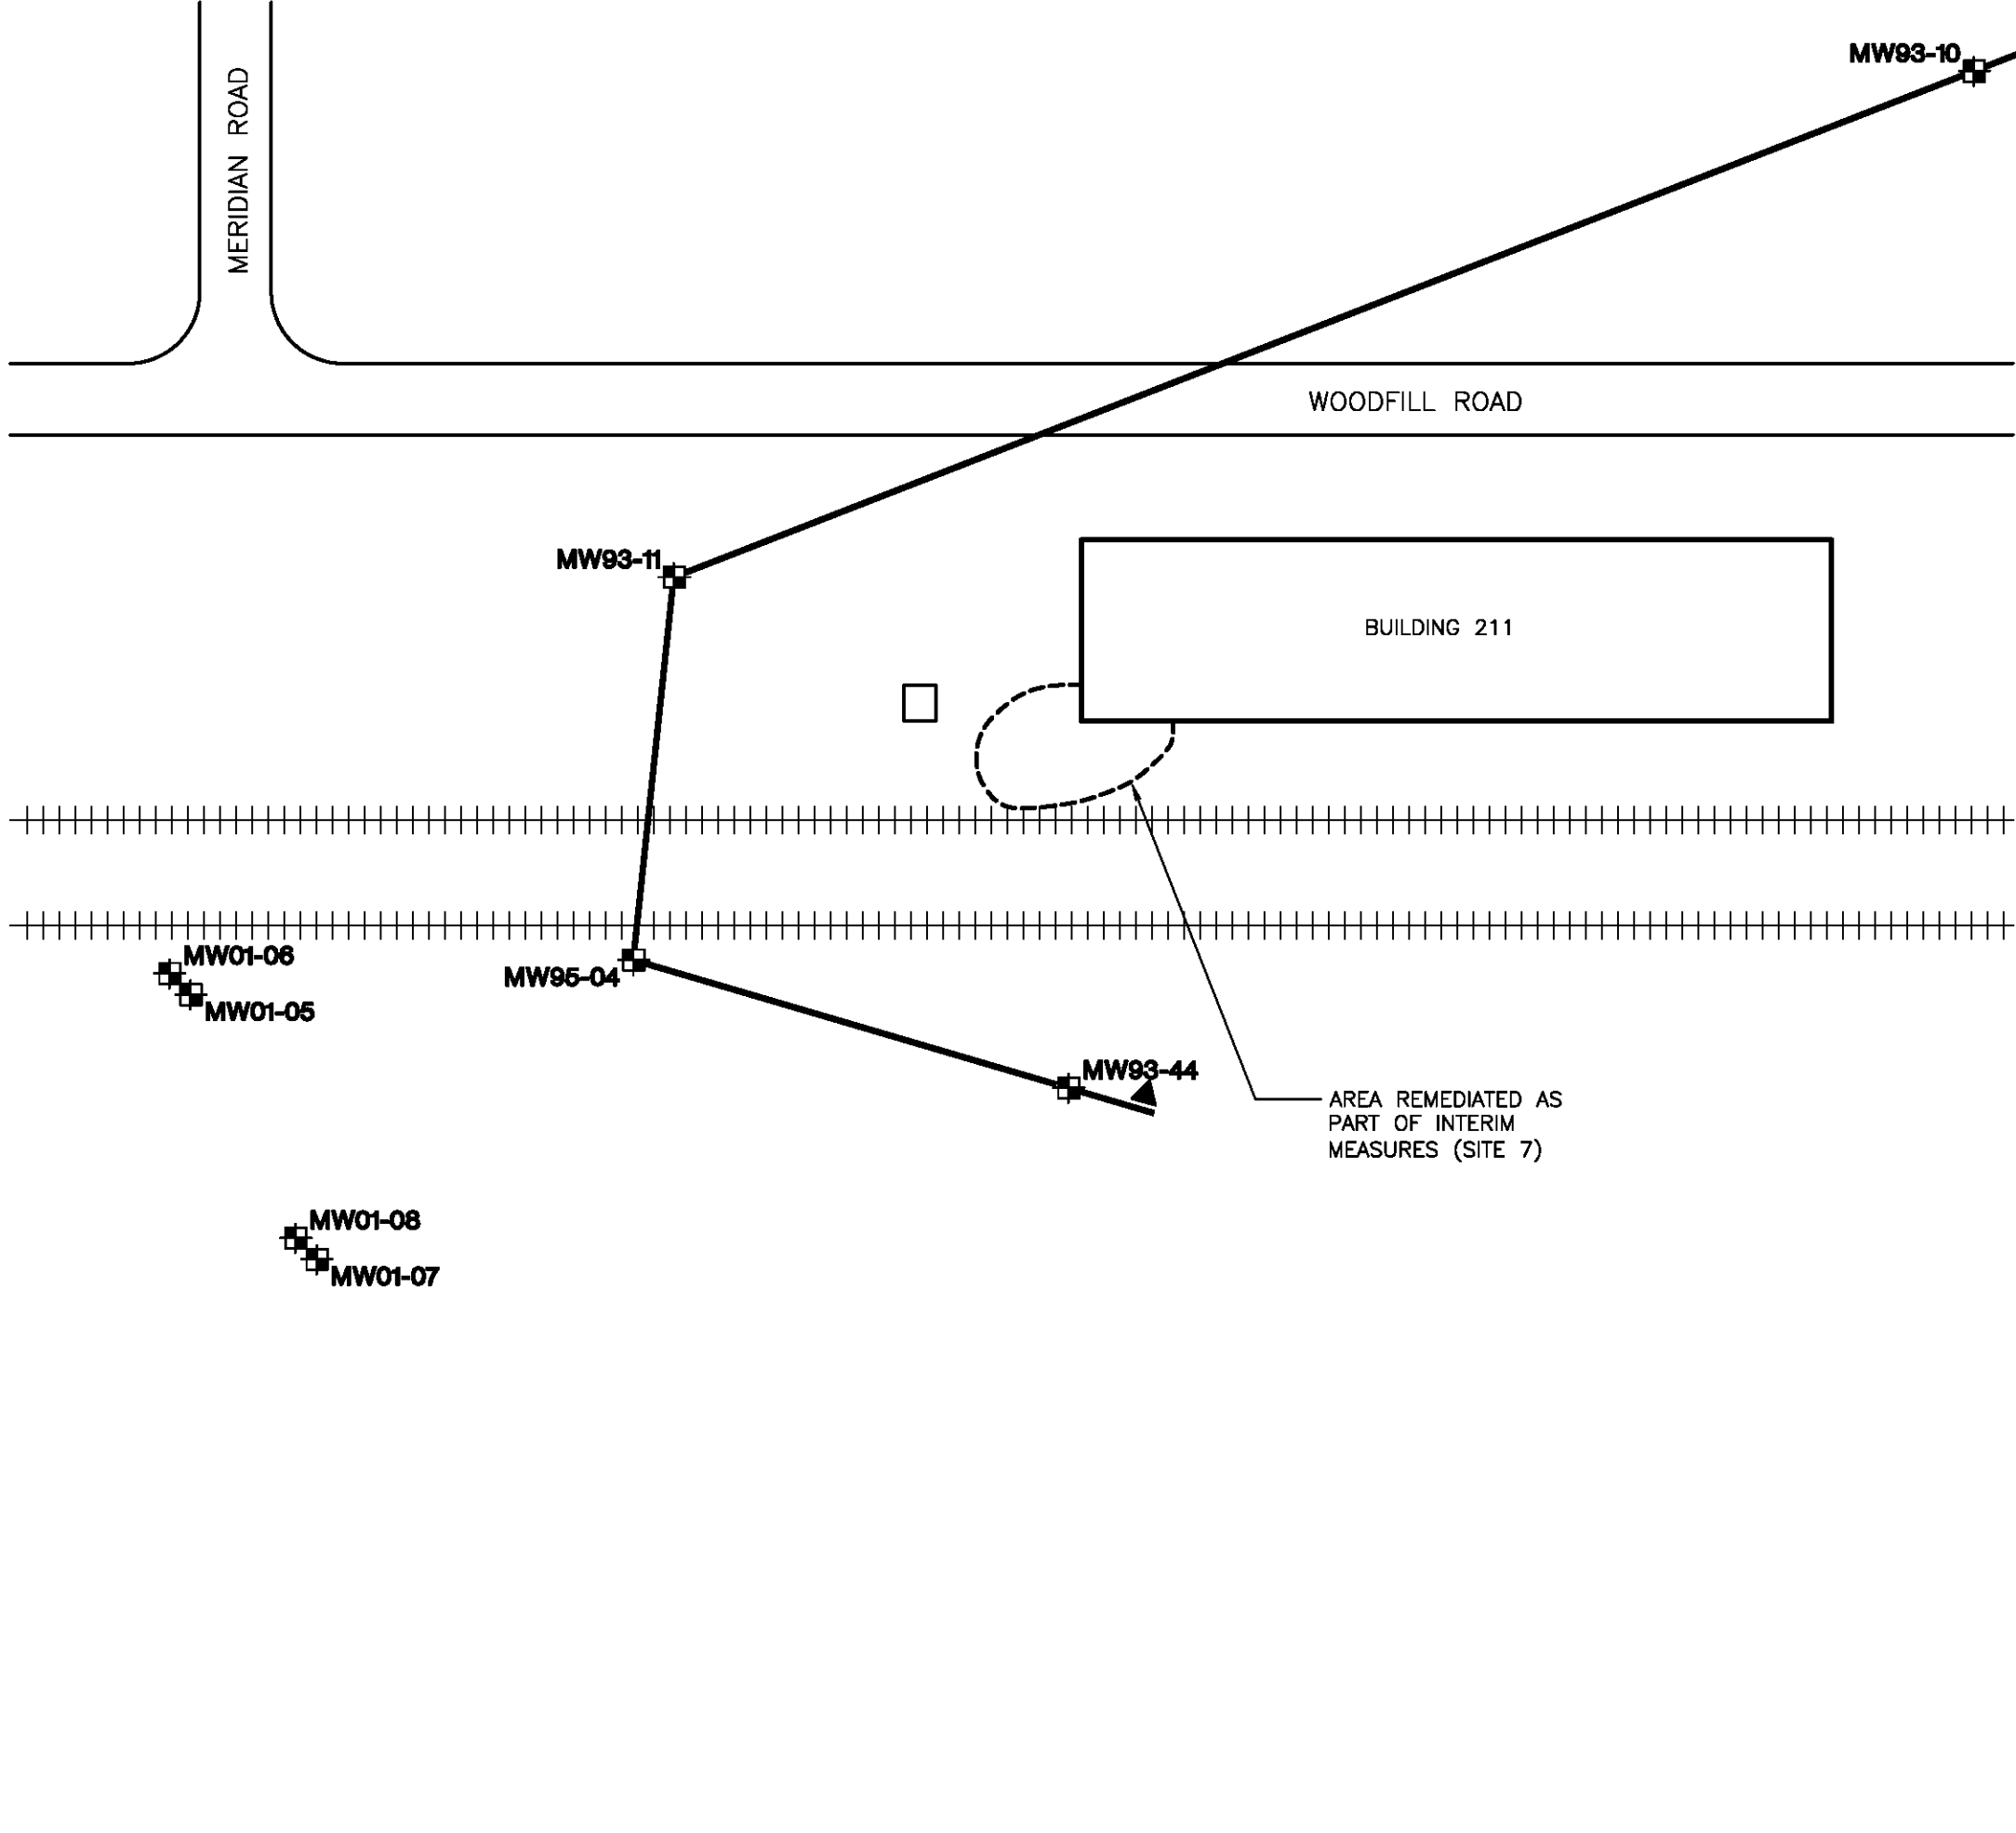 MW93-10
MERIDIAN ROAD
WOODFILL ROAD
MW93-11
BUILDING 211
MW01-06
MW95-04
MW01-05
MW93-44
AREA REMEDIATED AS
PART OF INTERIM
MEASURES (SITE 7)
MW01-08
MW01-07